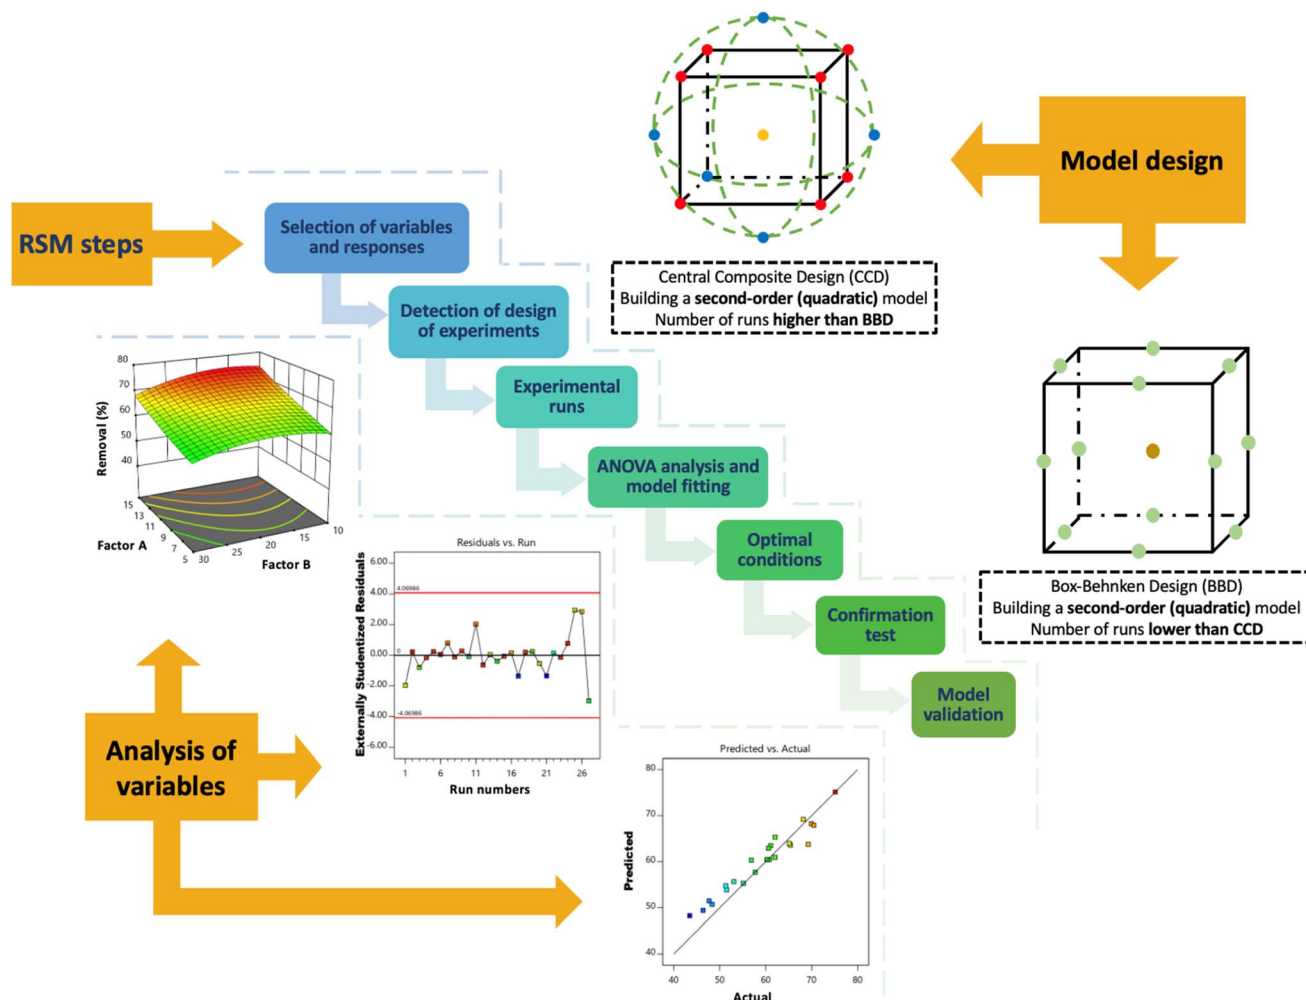 Model design
RSM steps
Selection of variables
and responses
Detection of design
of experiments
Experimental
runs
ANOVA analysis and
model fitting
Optimal
conditions
Confirmation
test
Model
validation
Central Composite Design (CCD)
Building a second-order (quadratic) model
Number of runs higher than BBD
Box-Behnken Design (BBD)
Building a second-order (quadratic) model
Number of runs lower than CCD
80
70
60
50
40
Removal (%)
15
13
11
9
7
5
30
25
20
15
10
Factor A
Factor B
Analysis of
variables
Residuals vs. Run
6.00
4.00
2.00
0.00
-2.00
-4.00
-6.00
4.06986
0
-4.06986
Externally Studentized Residuals
1
6
11
16
21
26
Run numbers
Predicted vs. Actual
80
70
60
50
40
Predicted
40
50
60
70
80
Actual